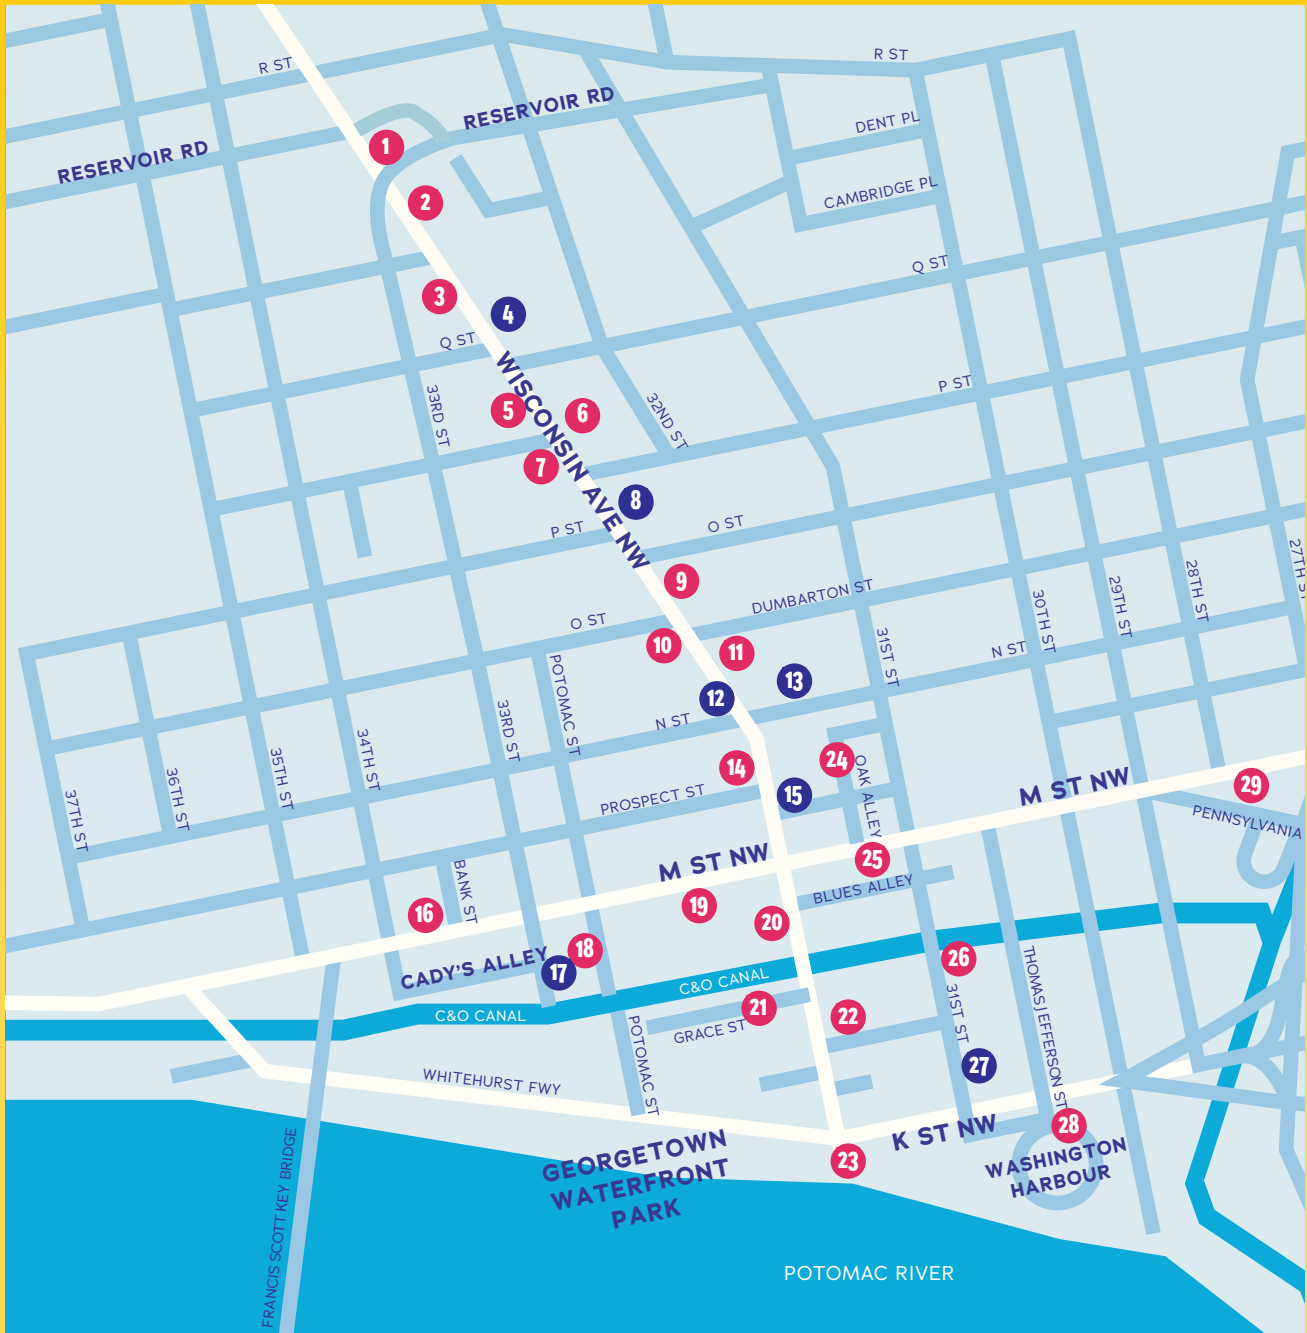 R ST
R ST
RESERVOIR RD
DENT PL
1
RESERVOIR RD
CAMBRIDGE PL
2
Q ST
3
4
Q ST
WISCONSIN AVE NW
P ST
33RD ST
5
6
32ND ST
7
8
P ST
O ST
27TH ST
9
DUMBARTON ST
28TH ST
29TH ST
30TH ST
O ST
10
11
31ST ST
N ST
POTOMAC ST
13
12
N ST
33RD ST
34TH ST
35TH ST
36TH ST
37TH ST
14
24
OAK ALLEY
15
PROSPECT ST
M ST NW
29
PENNSYLVANIA
M ST NW
25
BLUES ALLEY
BANK ST
16
19
20
18
CADY'S ALLEY
17
26
C&O CANAL
C&O CANAL
21
GRACE ST
22
31ST ST
THOMAS JEFFERSON ST
POTOMAC ST
27
WHITEHURST FWY
28
K ST NW
23
GEORGETOWN
WATERFRONT
PARK
WASHINGTON
HARBOUR
FRANCIS SCOTT KEY BRIDGE
POTOMAC RIVER